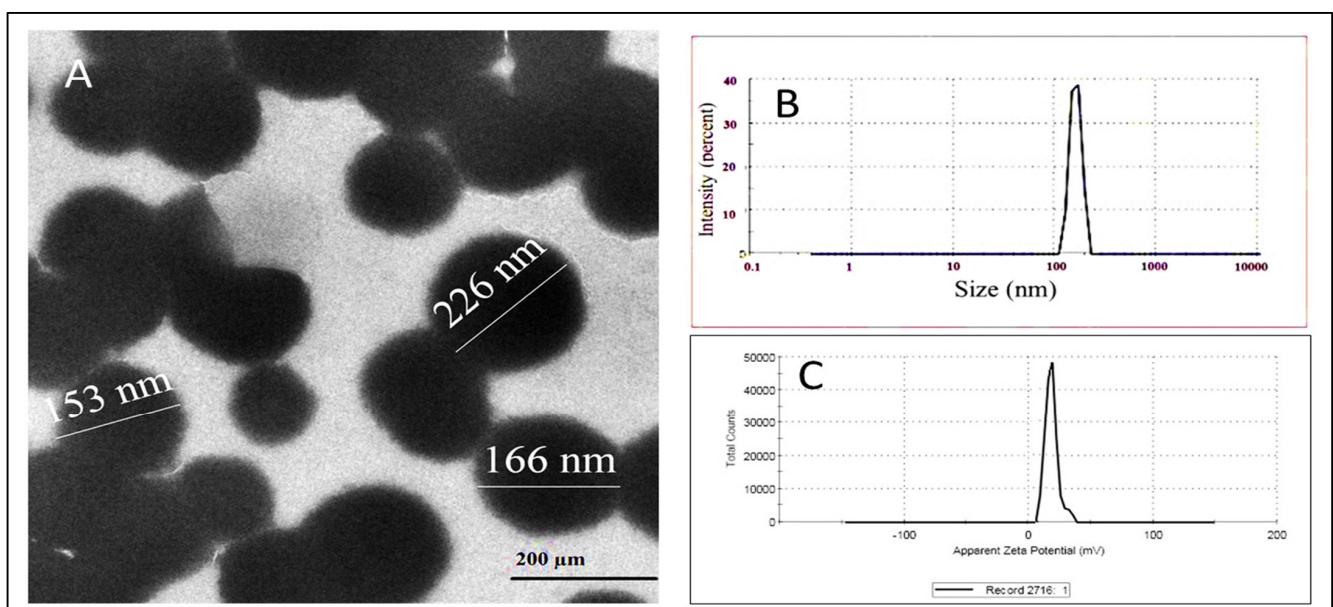 A
226 nm
153 nm
166 nm
200 μm
B
Intensity (percent)
40
30
20
10
0
0.1 1 10 100 1000 10000
Size (nm)
C
Total Counts
50000
40000
30000
20000
10000
0
-100 0 100 200
Apparent Zeta Potential (mV)
Record 2716: 1